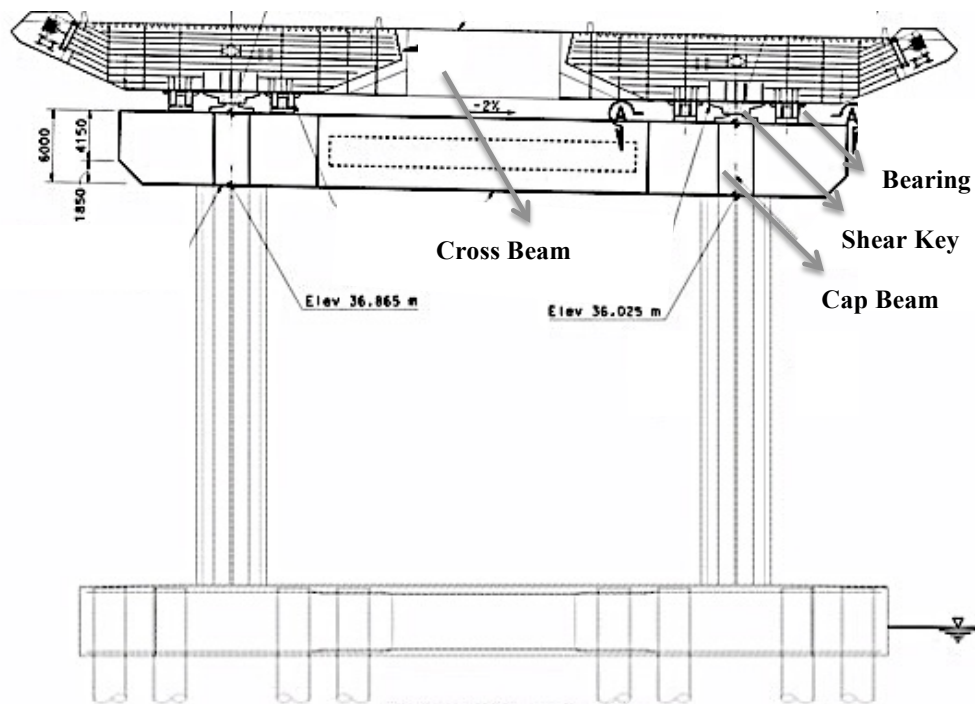 -2%
6000
4150
1850
A
A
Bearing
Shear Key
Cross Beam
Cap Beam
Elev 36.865 m
Elev 36.025 m